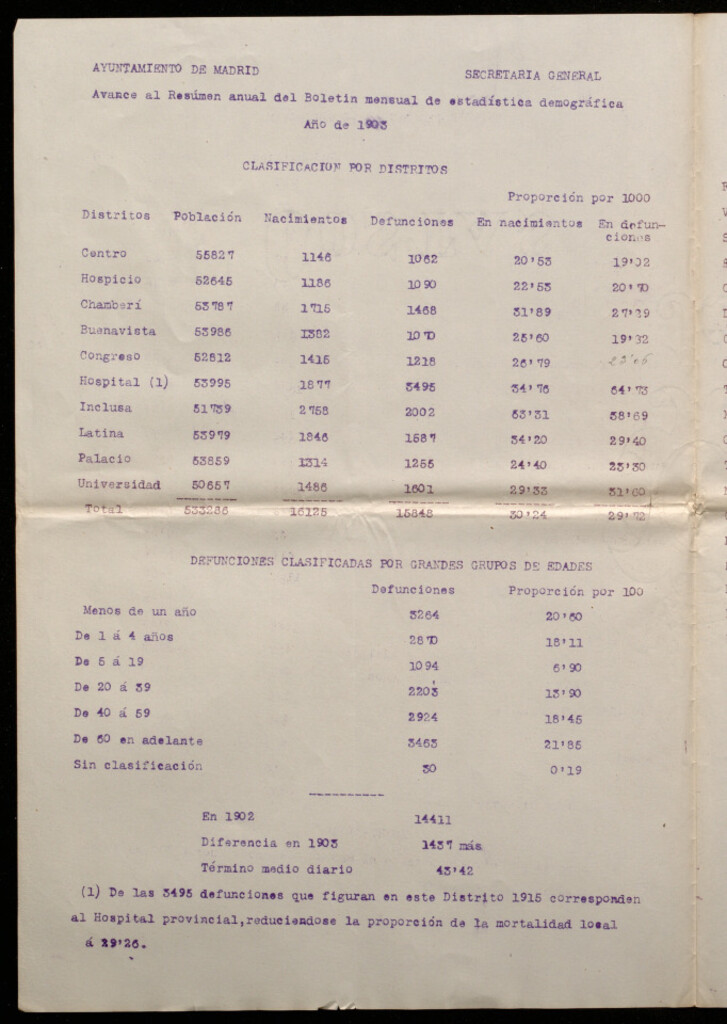 AYUNTAMIENTO DE MADRID SECRETARIA GENERAL
Avance al Resúmen anual del Boletin mensual de estadística demográfica
Año de 1903
CLASIFICACION POR DISTRITOS
Proporción por 1000
Distritos Población Nacimientos Defunciones En nacimientos En defun-
ciones
Centro 55827 1146 1062 20'53 19'02
Hospicio 52645 1186 1090 22'53 20'70
Chamberí 53787 1715 1468 31'89 27'29
Buenavista 53986 1382 1070 25'60 19'82
Congreso 52812 1415 1218 26'79
Hospital (1) 53995 1877 3495 34'76 64'73
Inclusa 51739 2758 2002 53'31 38'69
Latina 53979 1846 1587 34'20 29'40
Palacio 53859 1314 1255 24'40 23'30
Universidad 50657 1486 1601 29'33 31'60
Total 533286 16125 15848 30'24 29'72
DEFUNCIONES CLASIFICADAS POR GRANDES GRUPOS DE EDADES
Defunciones Proporción por 100
Menos de un año 3264 20'60
De 1 á 4 años 2870 18'11
De 5 á 19 1094 6'90
De 20 á 39 2203 13'90
De 40 á 59 2924 18'45
De 60 en adelante 3463 21'85
Sin clasificación 30 0'19
En 1902 14411
Diferencia en 1903 1437 más
Término medio diario 43'42
(1) De las 3495 defunciones que figuran en este Distrito 1915 corresponden
al Hospital provincial,reduciendose la proporción de la mortalidad local
á 29'26.